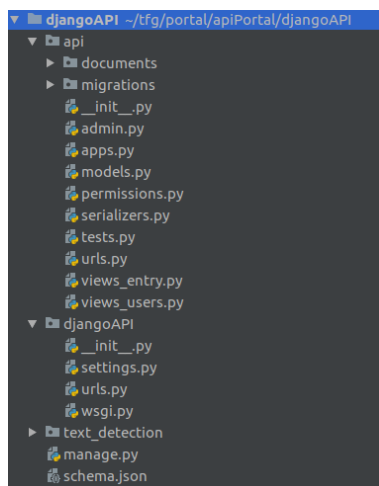 djangoAPI ~/tfg/portal/apiPortal/djangoAPI
api
documents
migrations
__init__.py
admin.py
apps.py
models.py
permissions.py
serializers.py
tests.py
urls.py
views_entry.py
views_users.py
djangoAPI
__init__.py
settings.py
urls.py
wsgi.py
text_detection
manage.py
schema.json